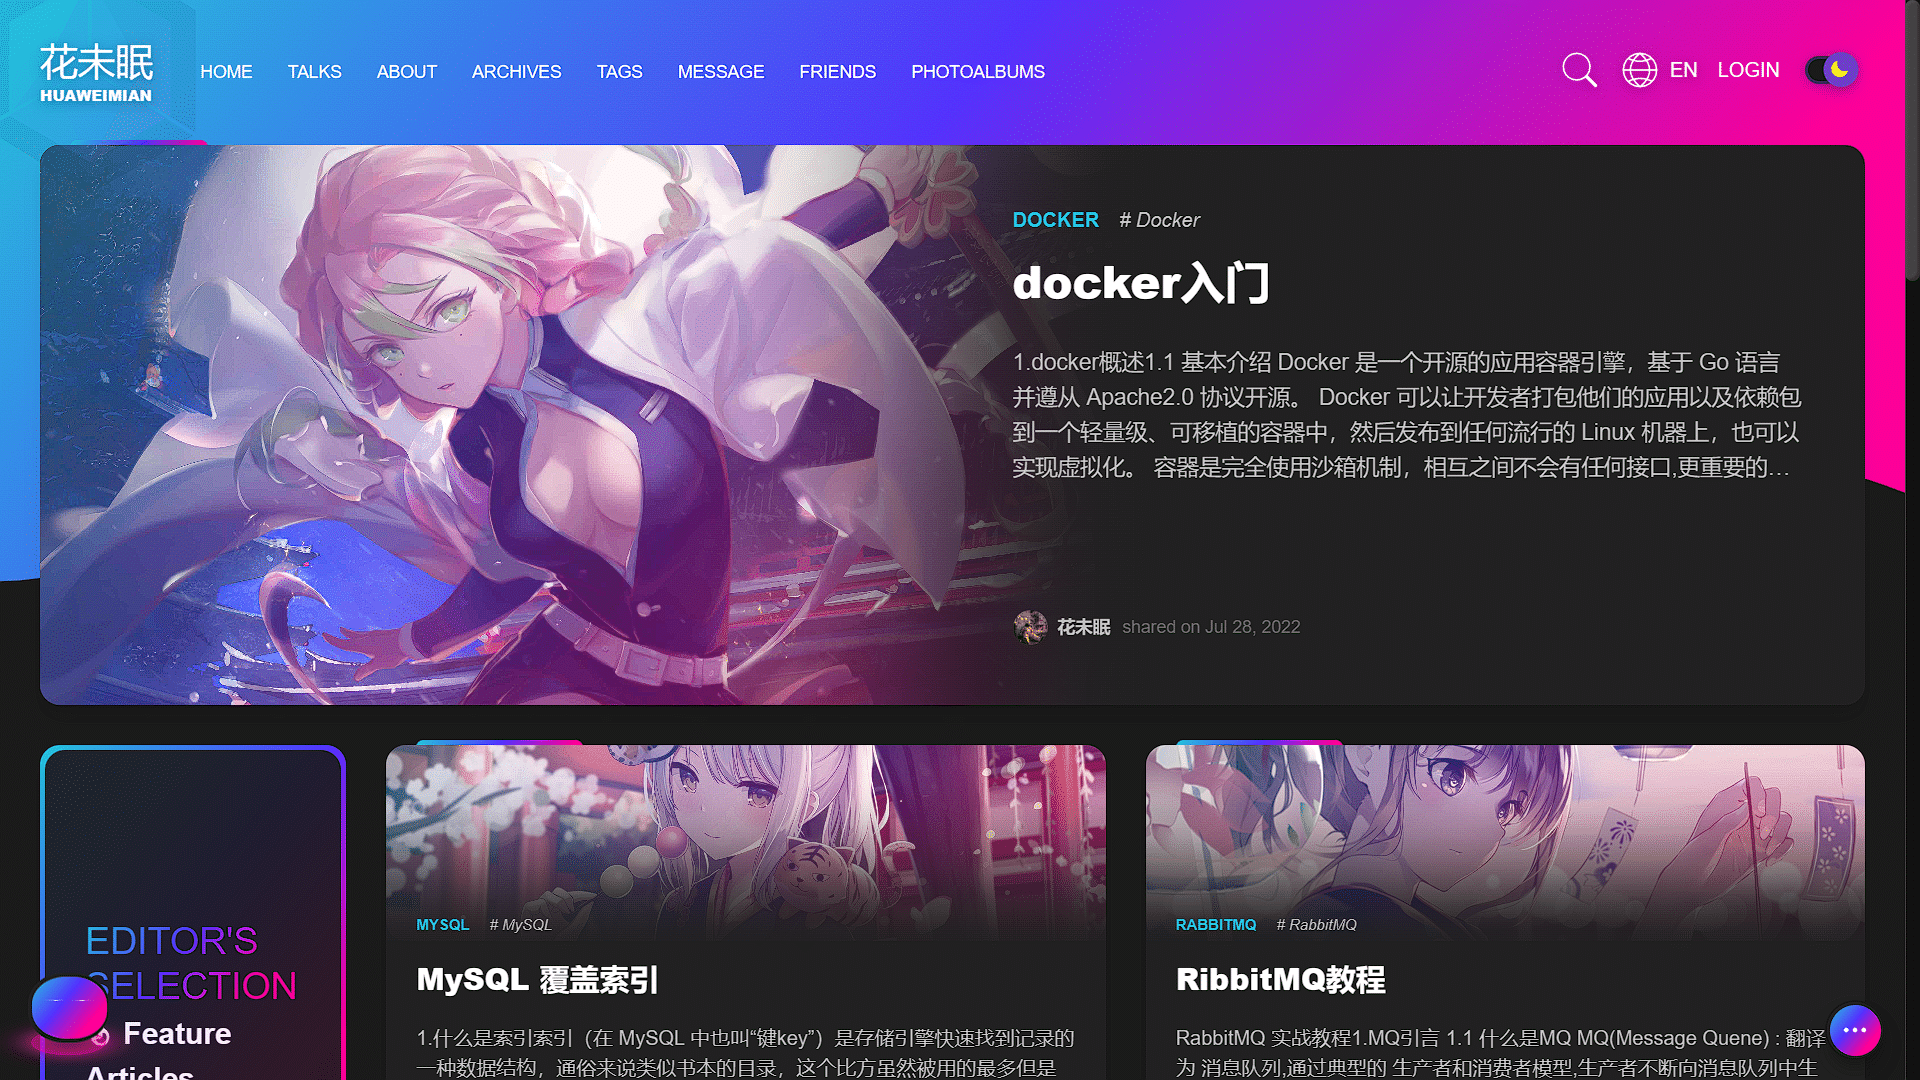 花未眠
HUAWEIMIAN
HOME TALKS ABOUT ARCHIVES TAGS MESSAGE FRIENDS PHOTOALBUMS
EN LOGIN
DOCKER # Docker
docker入门
1.docker概述1.1 基本介绍 Docker 是一个开源的应用容器引擎，基于 Go 语言
并遵从 Apache2.0 协议开源。 Docker 可以让开发者打包他们的应用以及依赖包
到一个轻量级、可移植的容器中，然后发布到任何流行的 Linux 机器上，也可以
实现虚拟化。 容器是完全使用沙箱机制，相互之间不会有任何接口,更重要的…
花未眠 shared on Jul 28, 2022
EDITOR'S
SELECTION
Feature
Articles
MYSQL # MySQL
MySQL 覆盖索引
1.什么是索引索引（在 MySQL 中也叫“键key”）是存储引擎快速找到记录的
一种数据结构，通俗来说类似书本的目录，这个比方虽然被用的最多但是
RABBITMQ # RabbitMQ
RibbitMQ教程
RabbitMQ 实战教程1.MQ引言 1.1 什么是MQ MQ(Message Quene) : 翻译
为 消息队列,通过典型的 生产者和消费者模型,生产者不断向消息队列中生